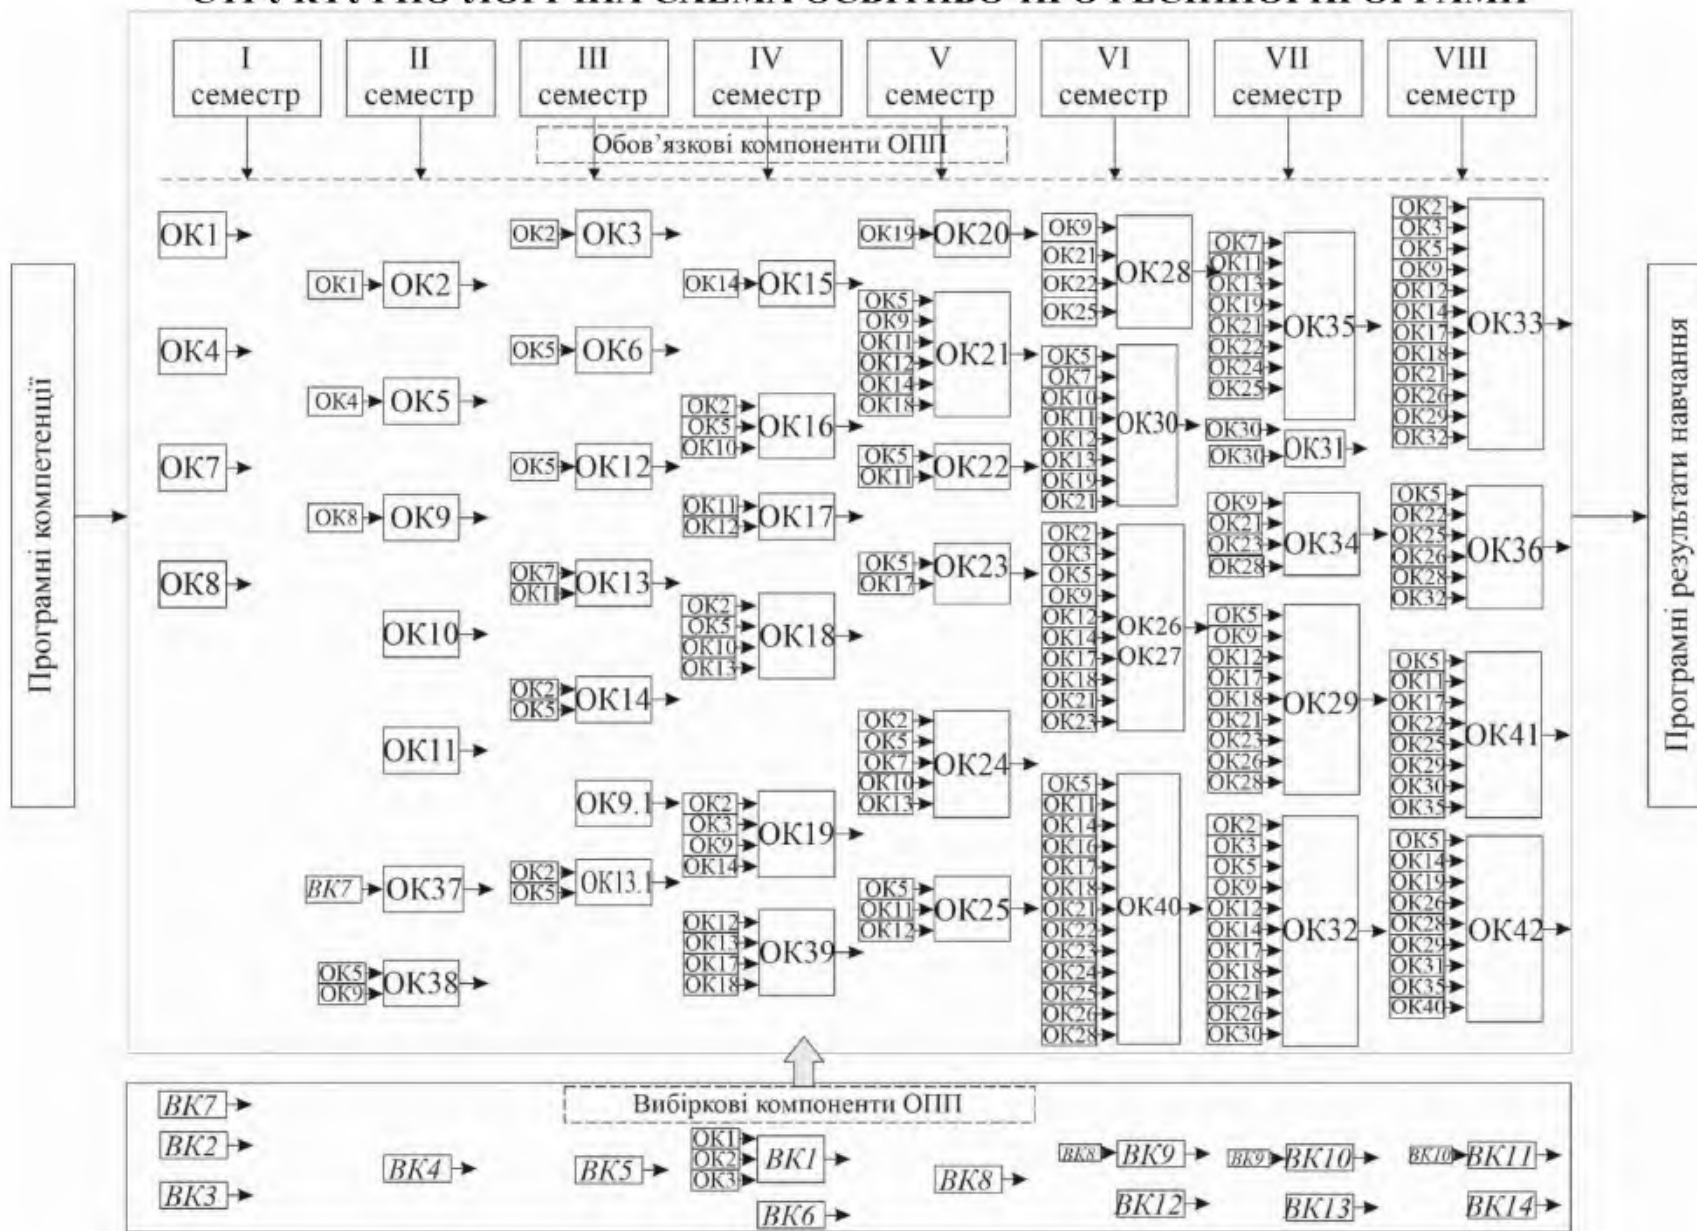 СТРУКТУРНО-ЛОГІЧНА СХЕМА ОСВІТНЬО-ПРОФЕСІЙНОЇ ПРОГРАМИ
I семестр
II семестр
III семестр
IV семестр
V семестр
VI семестр
VII семестр
VIII семестр
Обов’язкові компоненти ОПП
Програмні компетенції
ОК1
ОК4
ОК7
ОК8
ОК1 ОК2
ОК4 ОК5
ОК8 ОК9
ОК10
ОК11
ВК7 ОК37
ОК5
ОК9
ОК38
ОК2 ОК3
ОК5 ОК6
ОК5 ОК12
ОК7
ОК11
ОК13
ОК2
ОК5
ОК14
ОК9.1
ОК2
ОК5
ОК13.1
ОК14 ОК15
ОК2
ОК5
ОК10
ОК16
ОК11
ОК12
ОК17
ОК2
ОК5
ОК10
ОК13
ОК18
ОК2
ОК3
ОК9
ОК14
ОК19
ОК12
ОК13
ОК17
ОК18
ОК39
ОК19 ОК20
ОК5
ОК9
ОК11
ОК12
ОК14
ОК18
ОК21
ОК5
ОК11
ОК22
ОК5
ОК17
ОК23
ОК2
ОК5
ОК7
ОК10
ОК13
ОК24
ОК5
ОК11
ОК12
ОК25
ОК9
ОК21
ОК22
ОК25
ОК28
ОК5
ОК7
ОК10
ОК11
ОК12
ОК13
ОК19
ОК21
ОК30
ОК2
ОК3
ОК5
ОК9
ОК12
ОК14
ОК17
ОК18
ОК21
ОК23
ОК26
ОК27
ОК5
ОК11
ОК14
ОК16
ОК17
ОК18
ОК21
ОК22
ОК23
ОК24
ОК25
ОК26
ОК28
ОК40
ОК7
ОК11
ОК13
ОК19
ОК21
ОК22
ОК24
ОК25
ОК35
ОК30
ОК30
ОК31
ОК9
ОК21
ОК23
ОК28
ОК34
ОК5
ОК9
ОК12
ОК17
ОК18
ОК21
ОК23
ОК26
ОК28
ОК29
ОК2
ОК3
ОК5
ОК9
ОК12
ОК14
ОК17
ОК18
ОК21
ОК26
ОК30
ОК32
ОК2
ОК3
ОК5
ОК9
ОК12
ОК14
ОК17
ОК18
ОК21
ОК26
ОК29
ОК32
ОК33
ОК5
ОК22
ОК25
ОК26
ОК28
ОК32
ОК36
ОК5
ОК11
ОК17
ОК22
ОК25
ОК29
ОК30
ОК35
ОК41
ОК5
ОК14
ОК19
ОК26
ОК28
ОК29
ОК31
ОК35
ОК40
ОК42
Програмні результати навчання
Вибіркові компоненти ОПП
ВК7
ВК2
ВК3
ВК4
ВК5
ОК1
ОК2
ОК3
ВК1
ВК6
ВК8
ВК8 ВК9
ВК12
ВК9 ВК10
ВК13
ВК10 ВК11
ВК14